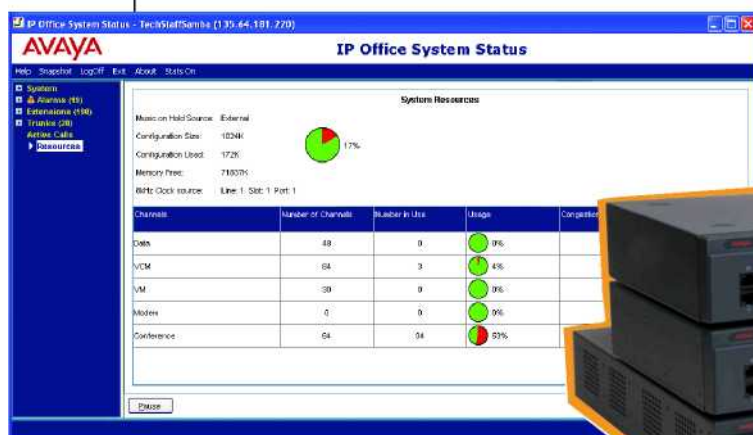 IP Office System Status - TechStaffSamba (135.64.181.220)
AVAYA
IP Office System Status
Help Snapshot LogOff Exit About Stats On
System
Alarms (15)
Extensions
Trunks (28)
Active Calls
Resources
System Resources
Music on Hold Source: External
Configuration Size: 1024K
Configuration Used: 172K
17%
Memory Free:
8kHz Clock source: Line: 1 Slot: 1 Port: 1
Channels Number of Channels Number in Use Usage Congestion
Data 48 0 0%
VCM 64 3 4%
VM 30 0 0%
Modem 0 0 0%
Conference 64 34 53%
Pause